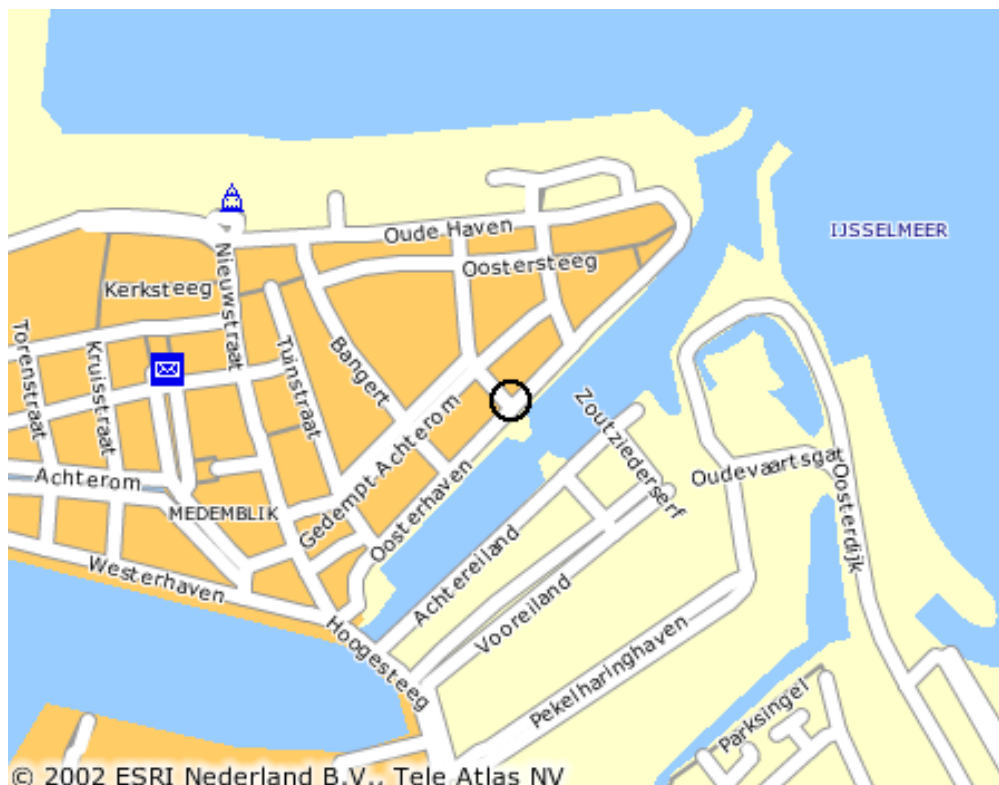 Oude Haven
IJSSELMEER
Oostersteeg
Kerksteeg
Nieuwstraat
Torenstraat
Kruisstraat
Tuinstraat
Bangert
Gedempt-Achterom
Zoutziederserf
Oudevaartsgat
Oosterdijk
Achterom
MEDEMBLIK
Oosterhaven
Westerhaven
Achtereiland
Vooreiland
Hoogesteeg
Pekelharinghaven
Parksingel
© 2002 ESRI Nederland B.V., Tele Atlas NV